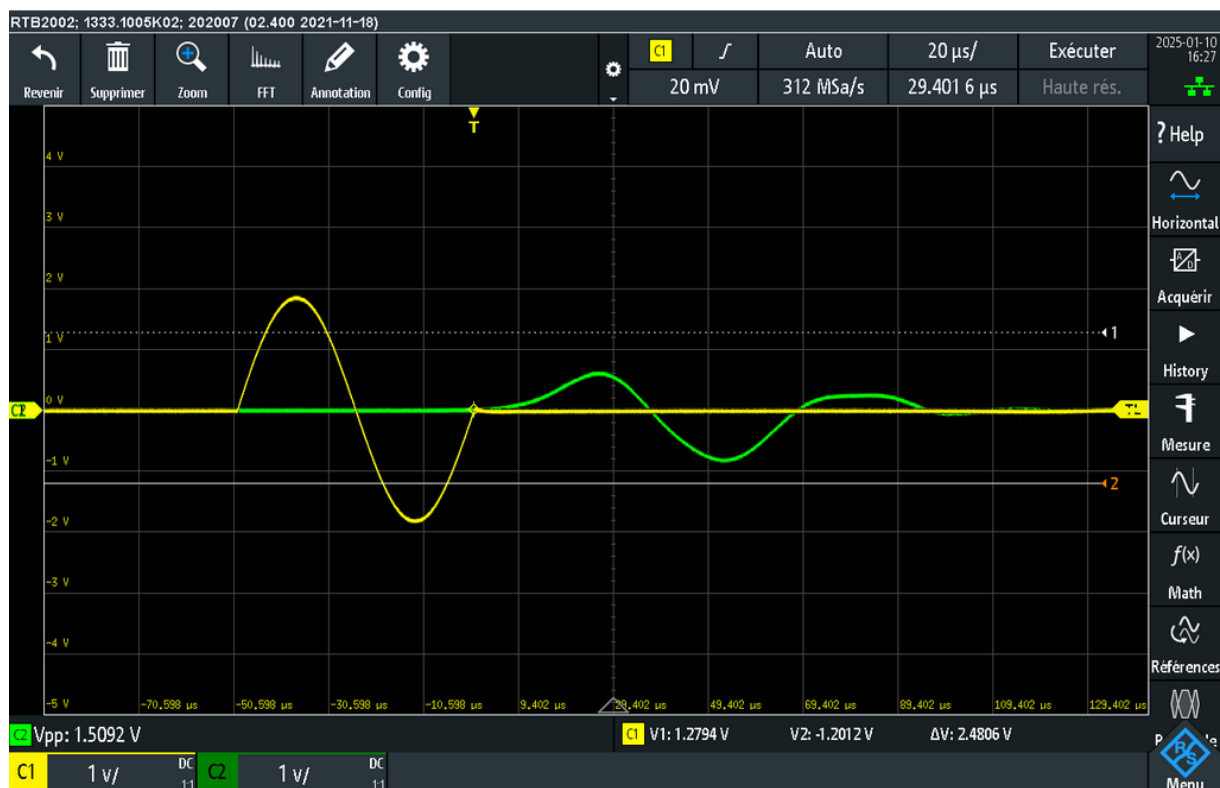 RTB2002; 1333.1005K02; 202007 (02.400 2021-11-18)
Revenir Supprimer Zoom FFT Annotation Config
C1 Auto 20 µs/ Exécuter
20 mV 312 MSa/s 29.401 6 µs Haute rés.
2025-01-10
16:27
T
? Help
Horizontal
Acquérir
History
Mesure
Curseur
f(x)
Math
Références
Menu
4 V
3 V
2 V
1 V
0 V
-1 V
-2 V
-3 V
-4 V
-5 V
1
2
TL
-70,598 µs -50,598 µs -30,598 µs -10,598 µs 9,402 µs 29,402 µs 49,402 µs 69,402 µs 89,402 µs 109,402 µs 129,402 µs
C2 Vpp: 1.5092 V
C1 V1: 1.2794 V V2: -1.2012 V ΔV: 2.4806 V
C1 1 V/ DC 1:1 C2 1 V/ DC 1:1
R&S